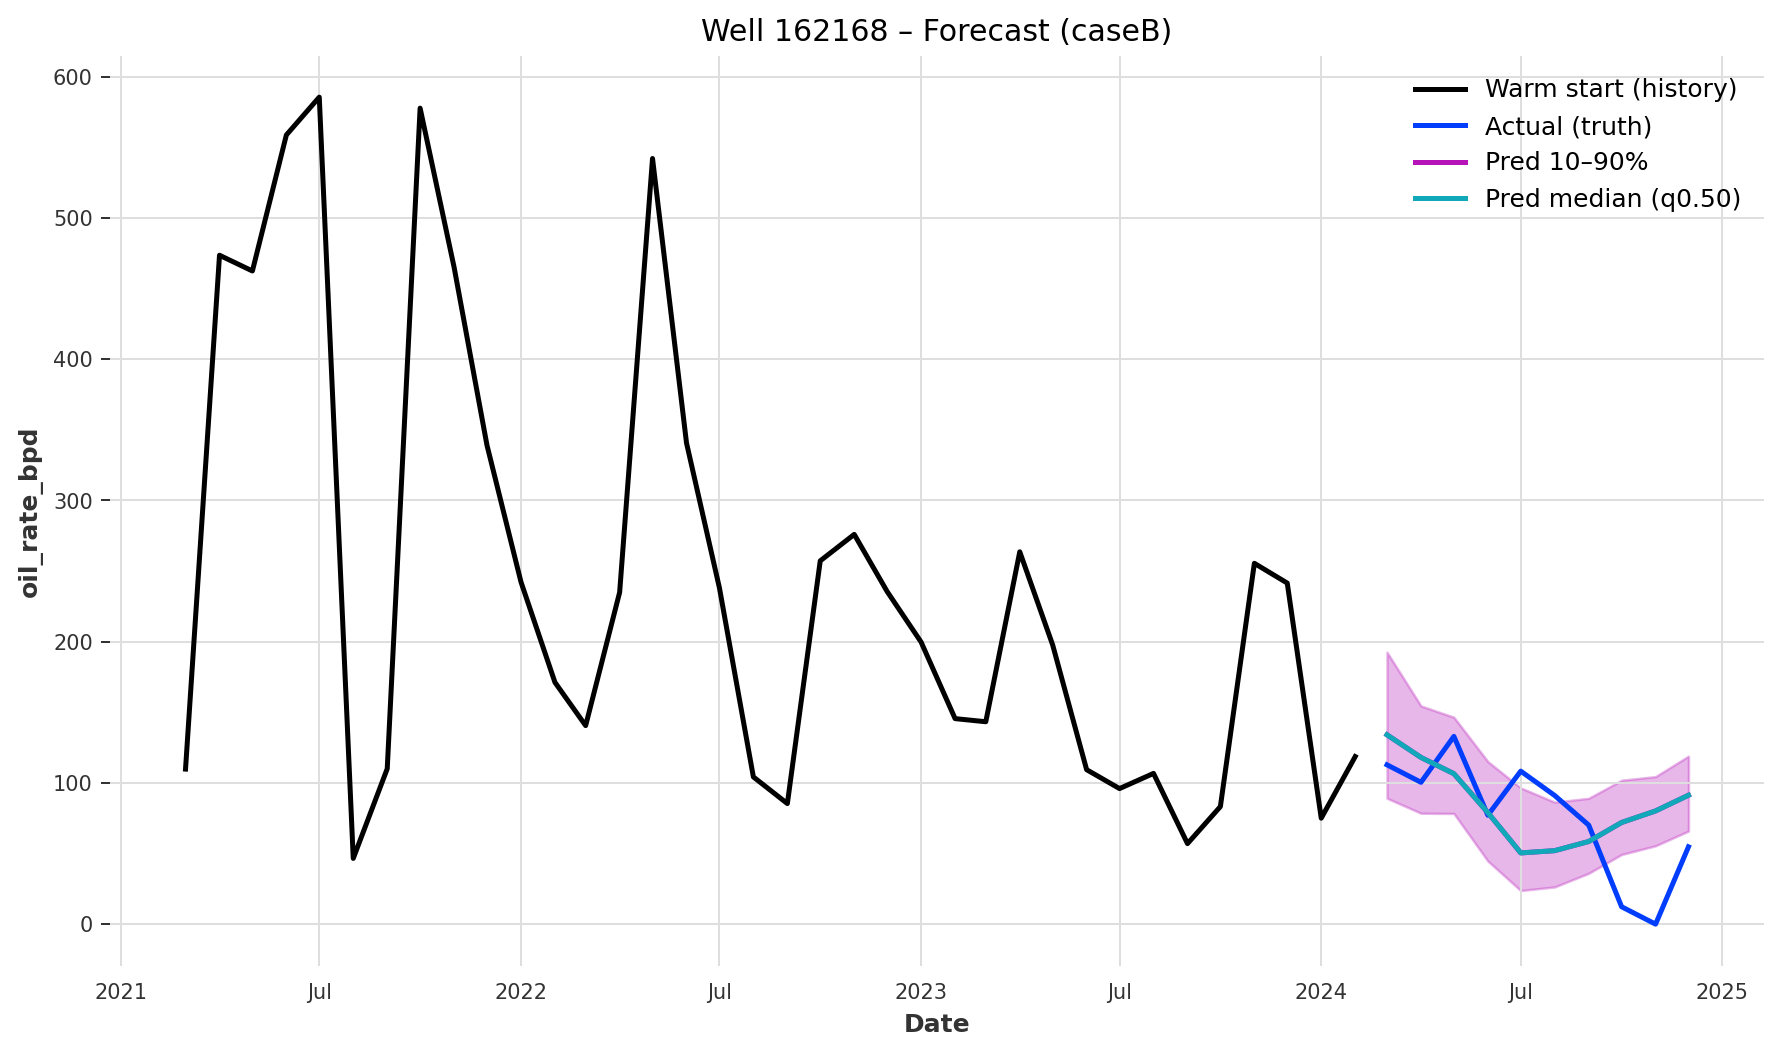 Well 162168 – Forecast (caseB)
Warm start (history)
Actual (truth)
Pred 10–90%
Pred median (q0.50)
oil_rate_bpd
600
500
400
300
200
100
0
2021
Jul
2022
Jul
2023
Jul
2024
Jul
2025
Date